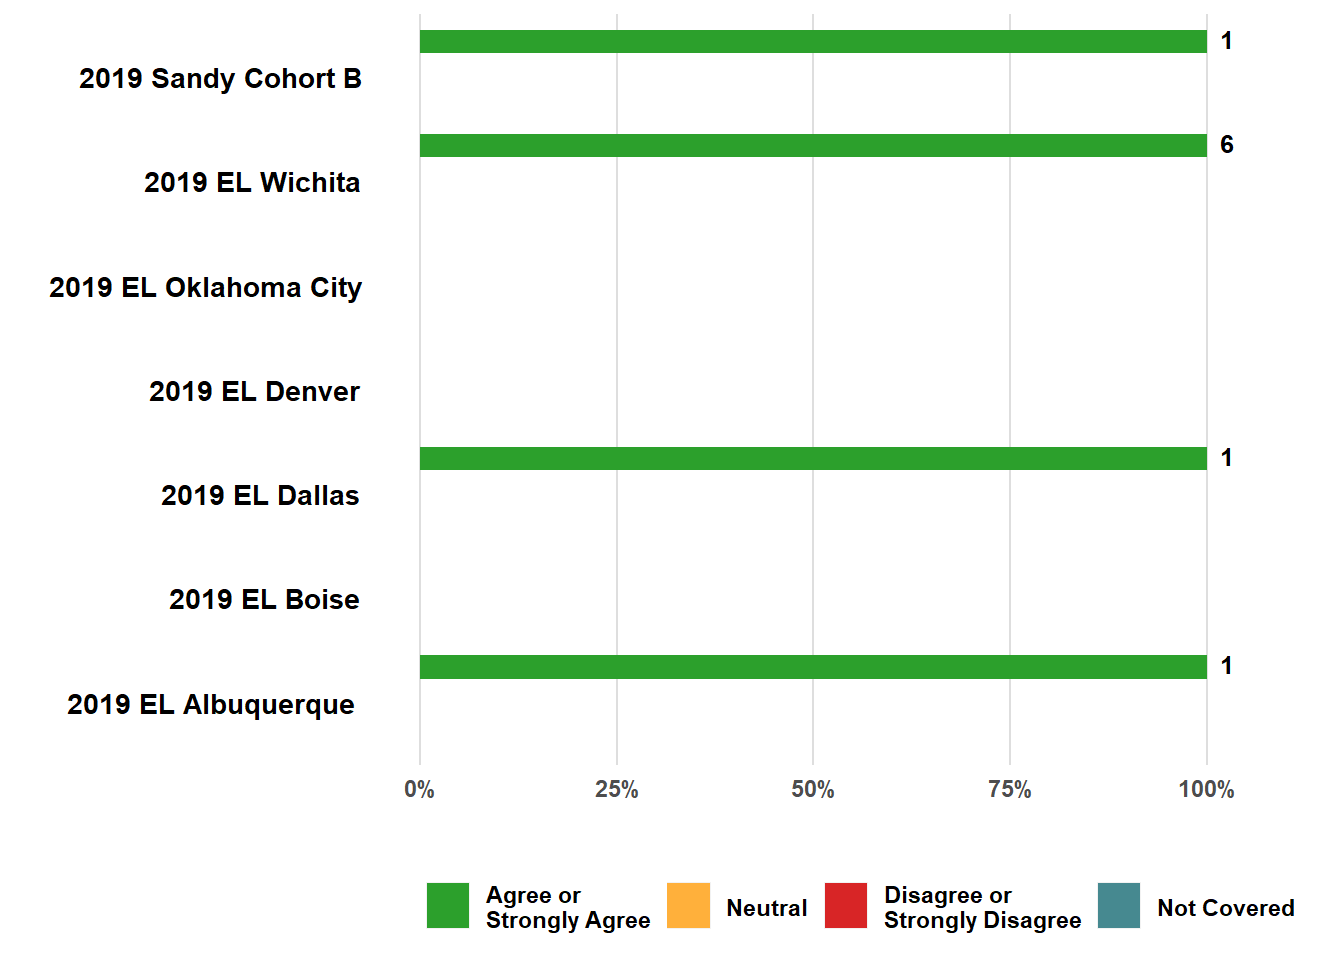 1
2019 Sandy Cohort B
6
2019 EL Wichita
2019 EL Oklahoma City
2019 EL Denver
1
2019 EL Dallas
2019 EL Boise
1
2019 EL Albuquerque
0% 25% 50% 75% 100%
Agree or
Strongly Agree
Neutral
Disagree or
Strongly Disagree
Not Covered